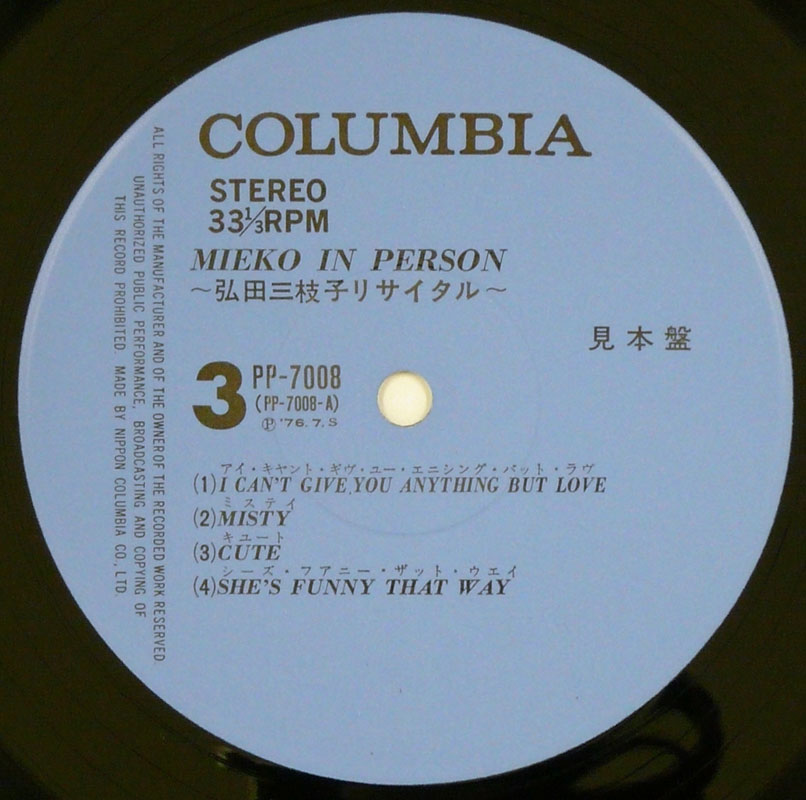 COLUMBIA
STEREO
33⅓RPM
MIEKO IN PERSON
～弘田三枝子リサイタル～
見本盤
3 PP-7008
(PP-7008-A)
Ⓟ '76.7.S
アイ・キャント・ギヴ・ユー・エニシング・バット・ラヴ
(1) I CAN'T GIVE YOU ANYTHING BUT LOVE
ミスティ
(2) MISTY
キュート
(3) CUTE
シーズ・ファニー・ザット・ウエイ
(4) SHE'S FUNNY THAT WAY
ALL RIGHTS OF THE MANUFACTURER AND OF THE OWNER OF THE RECORDED WORK RESERVED.
UNAUTHORIZED PUBLIC PERFORMANCE, BROADCASTING AND COPYING OF
THIS RECORD PROHIBITED. MADE BY NIPPON COLUMBIA CO., LTD.